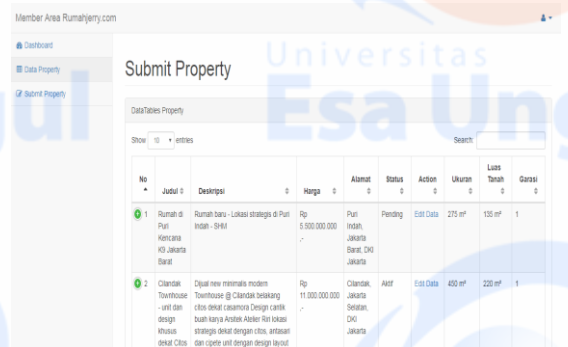 Member Area Rumahjerry.com
Dashboard
Data Property
Submit Property
Universitas
Esa Ung
gul
Submit Property
DataTables Property
Show 10 entries
Search:
No Judul Deskripsi Harga Alamat Status Action Ukuran Luas Tanah Garasi
1 Rumah di Puri Kencana K9 Jakarta Barat
Rumah baru - Lokasi strategis di Puri Indah - SHM
Rp 5.500.000.000 ,-
Puri Indah, Jakarta Barat, DKI Jakarta
Pending
Edit Data
275 m²
135 m²
1
2 Cilandak Townhouse - unit dan design khusus dekat Citos
Dijual new minimalis modern
Townhouse @ Cilandak belakang
citos dekat casamora Design cantik
buah karya Arsitek Atelier Riri lokasi
strategis dekat dengan citos, antasari
dan cipete unit dengan design layout
Rp 11.000.000.000 ,-
Cilandak, Jakarta Selatan, DKI Jakarta
Aktif
Edit Data
450 m²
220 m²
1